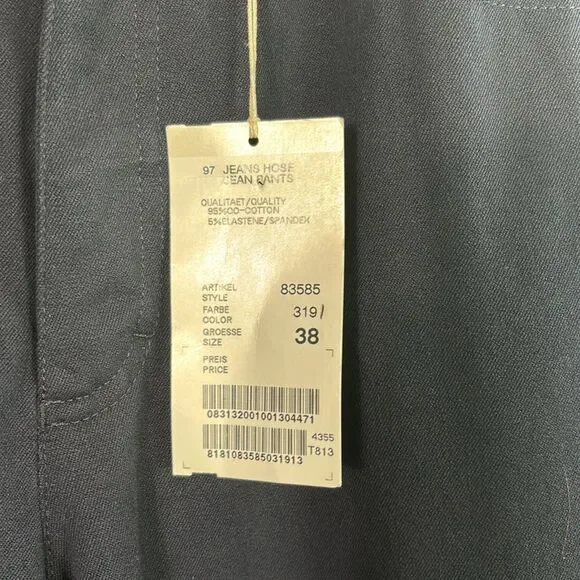 97 JEANS HOSE
JEAN PANTS
QUALITAET/QUALITY
95%CO-COTTON
5%ELASTENE/SPANDEX
ARTIKEL
STYLE 83585
FARBE
COLOR 319/
GROESSE
SIZE 38
PREIS
PRICE
083132001001304471
4355
T813
8181083585031913